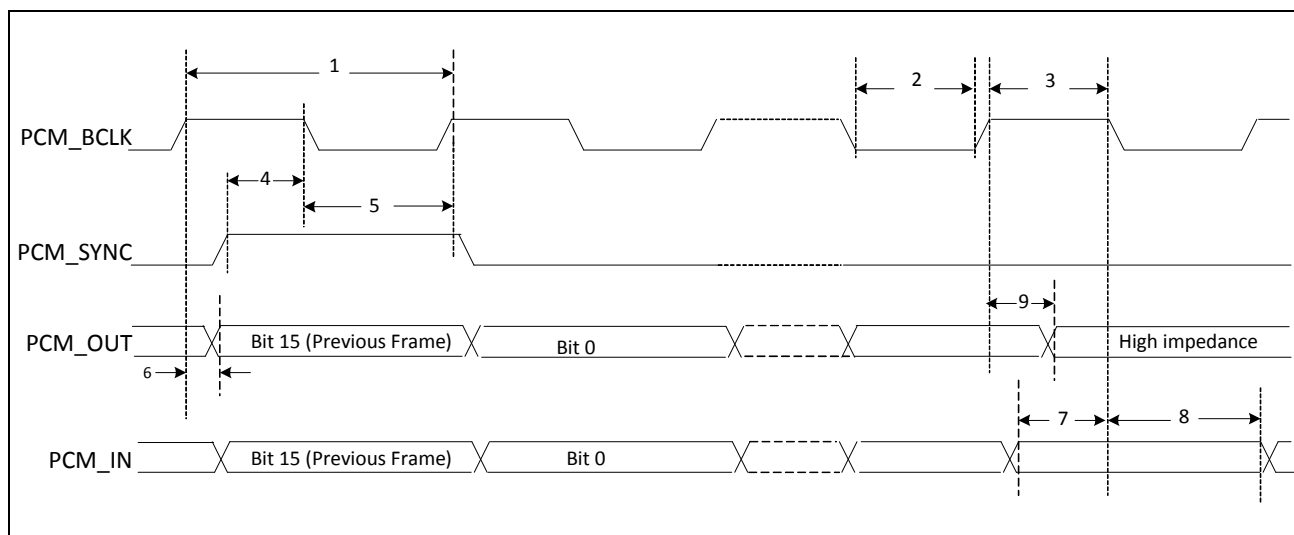 1
2
3
PCM_BCLK
4
5
PCM_SYNC
9
PCM_OUT
Bit 15 (Previous Frame)
Bit 0
High impedance
6
7
8
PCM_IN
Bit 15 (Previous Frame)
Bit 0